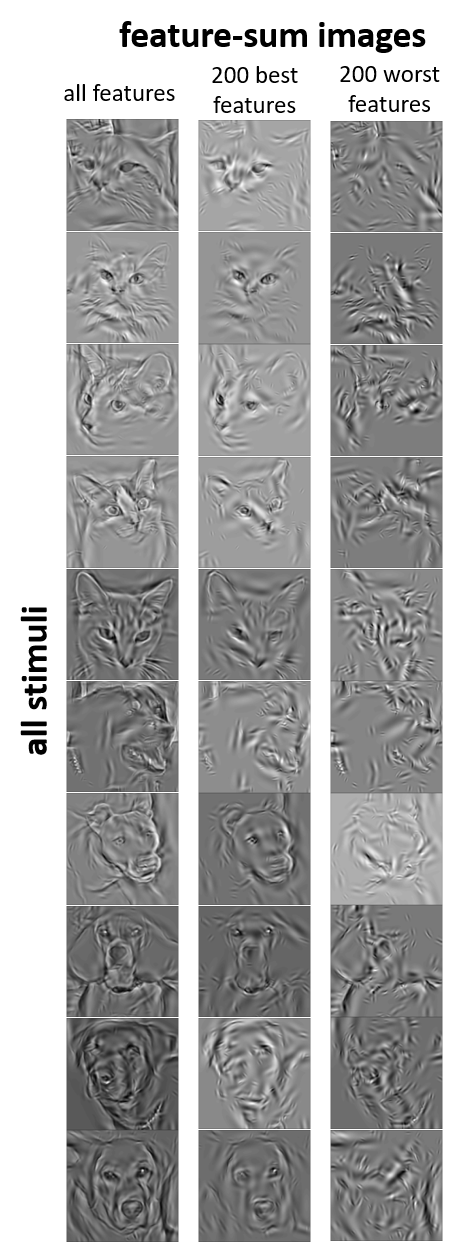 feature-sum images
all features
200 best
features
200 worst
features
all stimuli